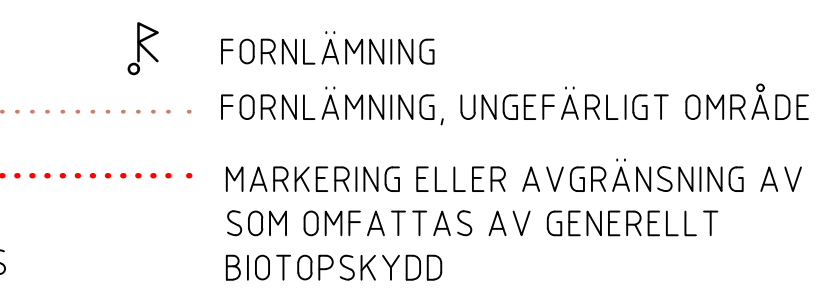 FORNLÄMNING
FORNLÄMNING, UNGEFÄRLIGT OMRÅDE
MARKERING ELLER AVGRÄNSNING AV
SOM OMFATTAS AV GENERELLT
BIOTOPSKYDD